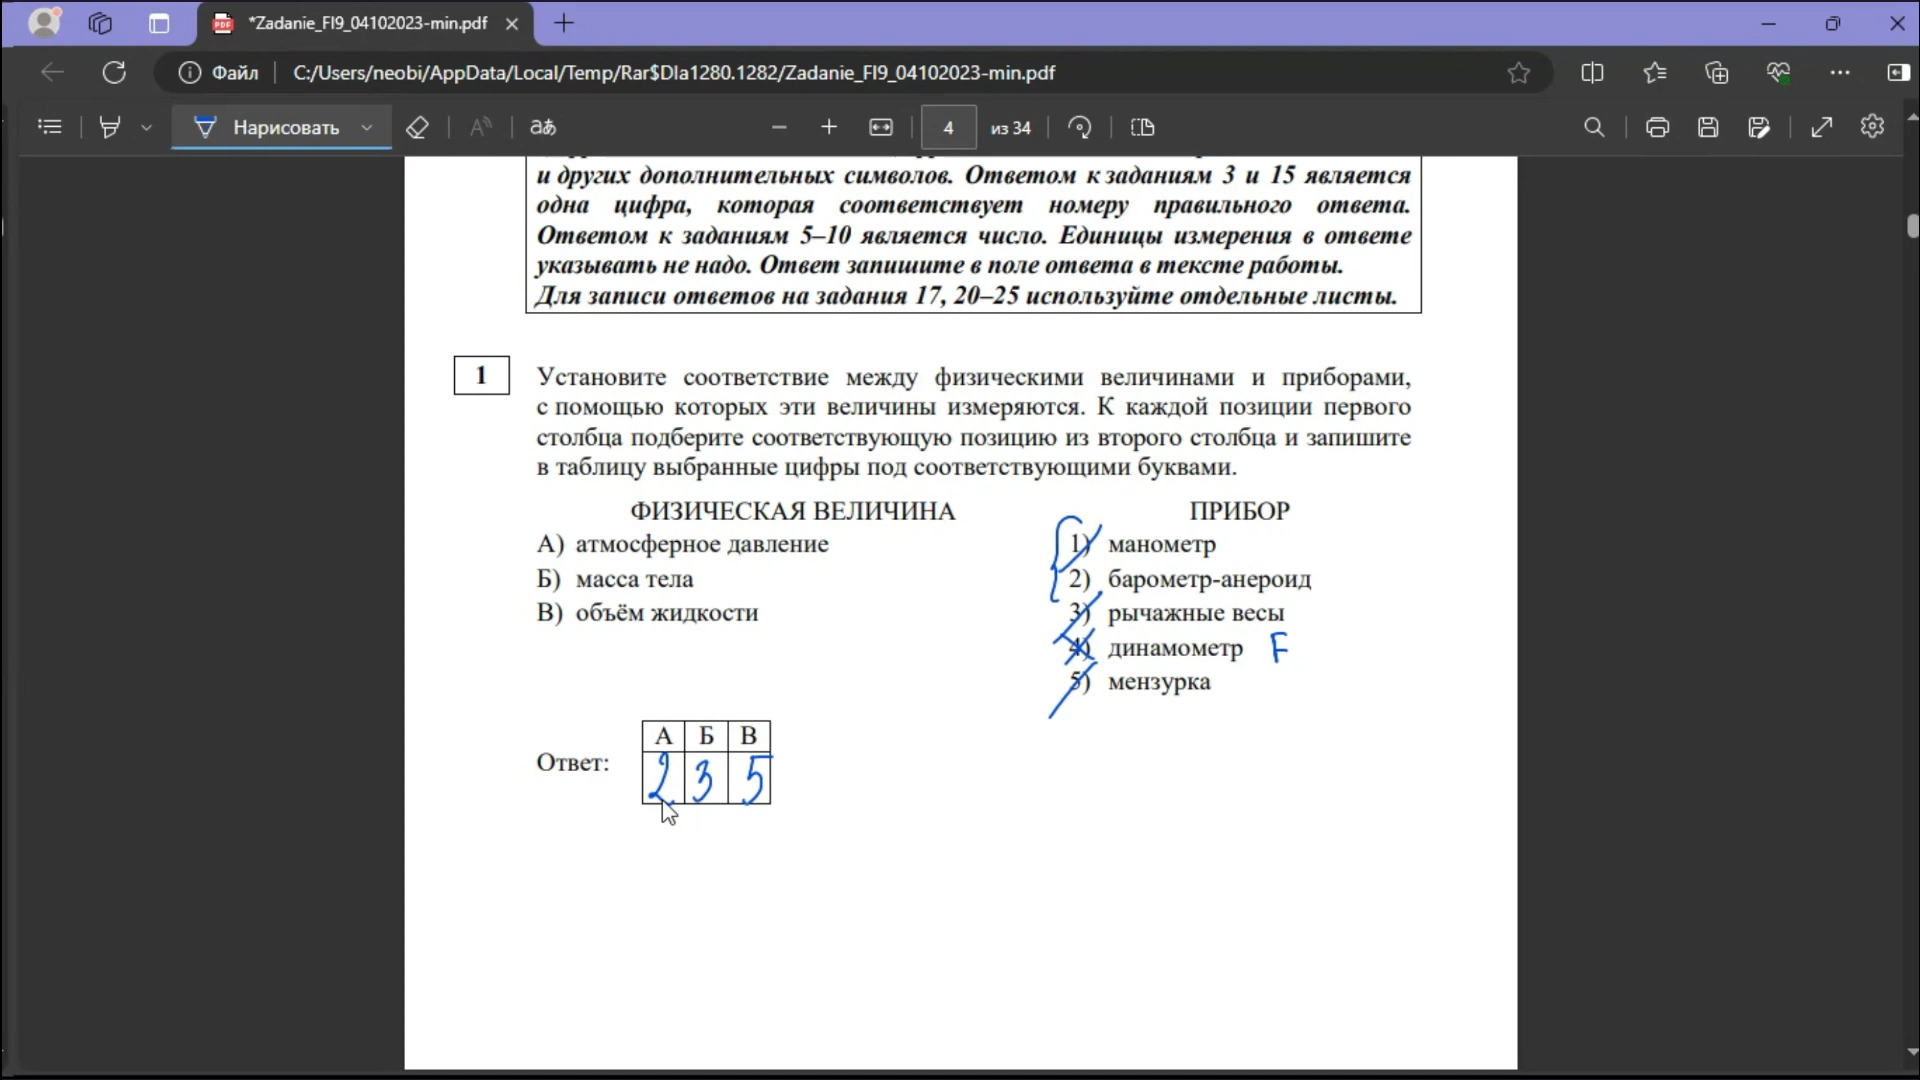 *Zadanie_FI9_04102023-min.pdf
Файл C:/Users/neobi/AppData/Local/Temp/Rar$DIa1280.1282/Zadanie_FI9_04102023-min.pdf
Нарисовать аあ 4 из 34
и других дополнительных символов. Ответом к заданиям 3 и 15 является
одна цифра, которая соответствует номеру правильного ответа.
Ответом к заданиям 5–10 является число. Единицы измерения в ответе
указывать не надо. Ответ запишите в поле ответа в тексте работы.
Для записи ответов на задания 17, 20–25 используйте отдельные листы.
1 Установите соответствие между физическими величинами и приборами,
с помощью которых эти величины измеряются. К каждой позиции первого
столбца подберите соответствующую позицию из второго столбца и запишите
в таблицу выбранные цифры под соответствующими буквами.
ФИЗИЧЕСКАЯ ВЕЛИЧИНА ПРИБОР
А) атмосферное давление 1) манометр
Б) масса тела 2) барометр-анероид
В) объём жидкости 3) рычажные весы
4) динамометр F
5) мензурка
А Б В
Ответ: 2 3 5